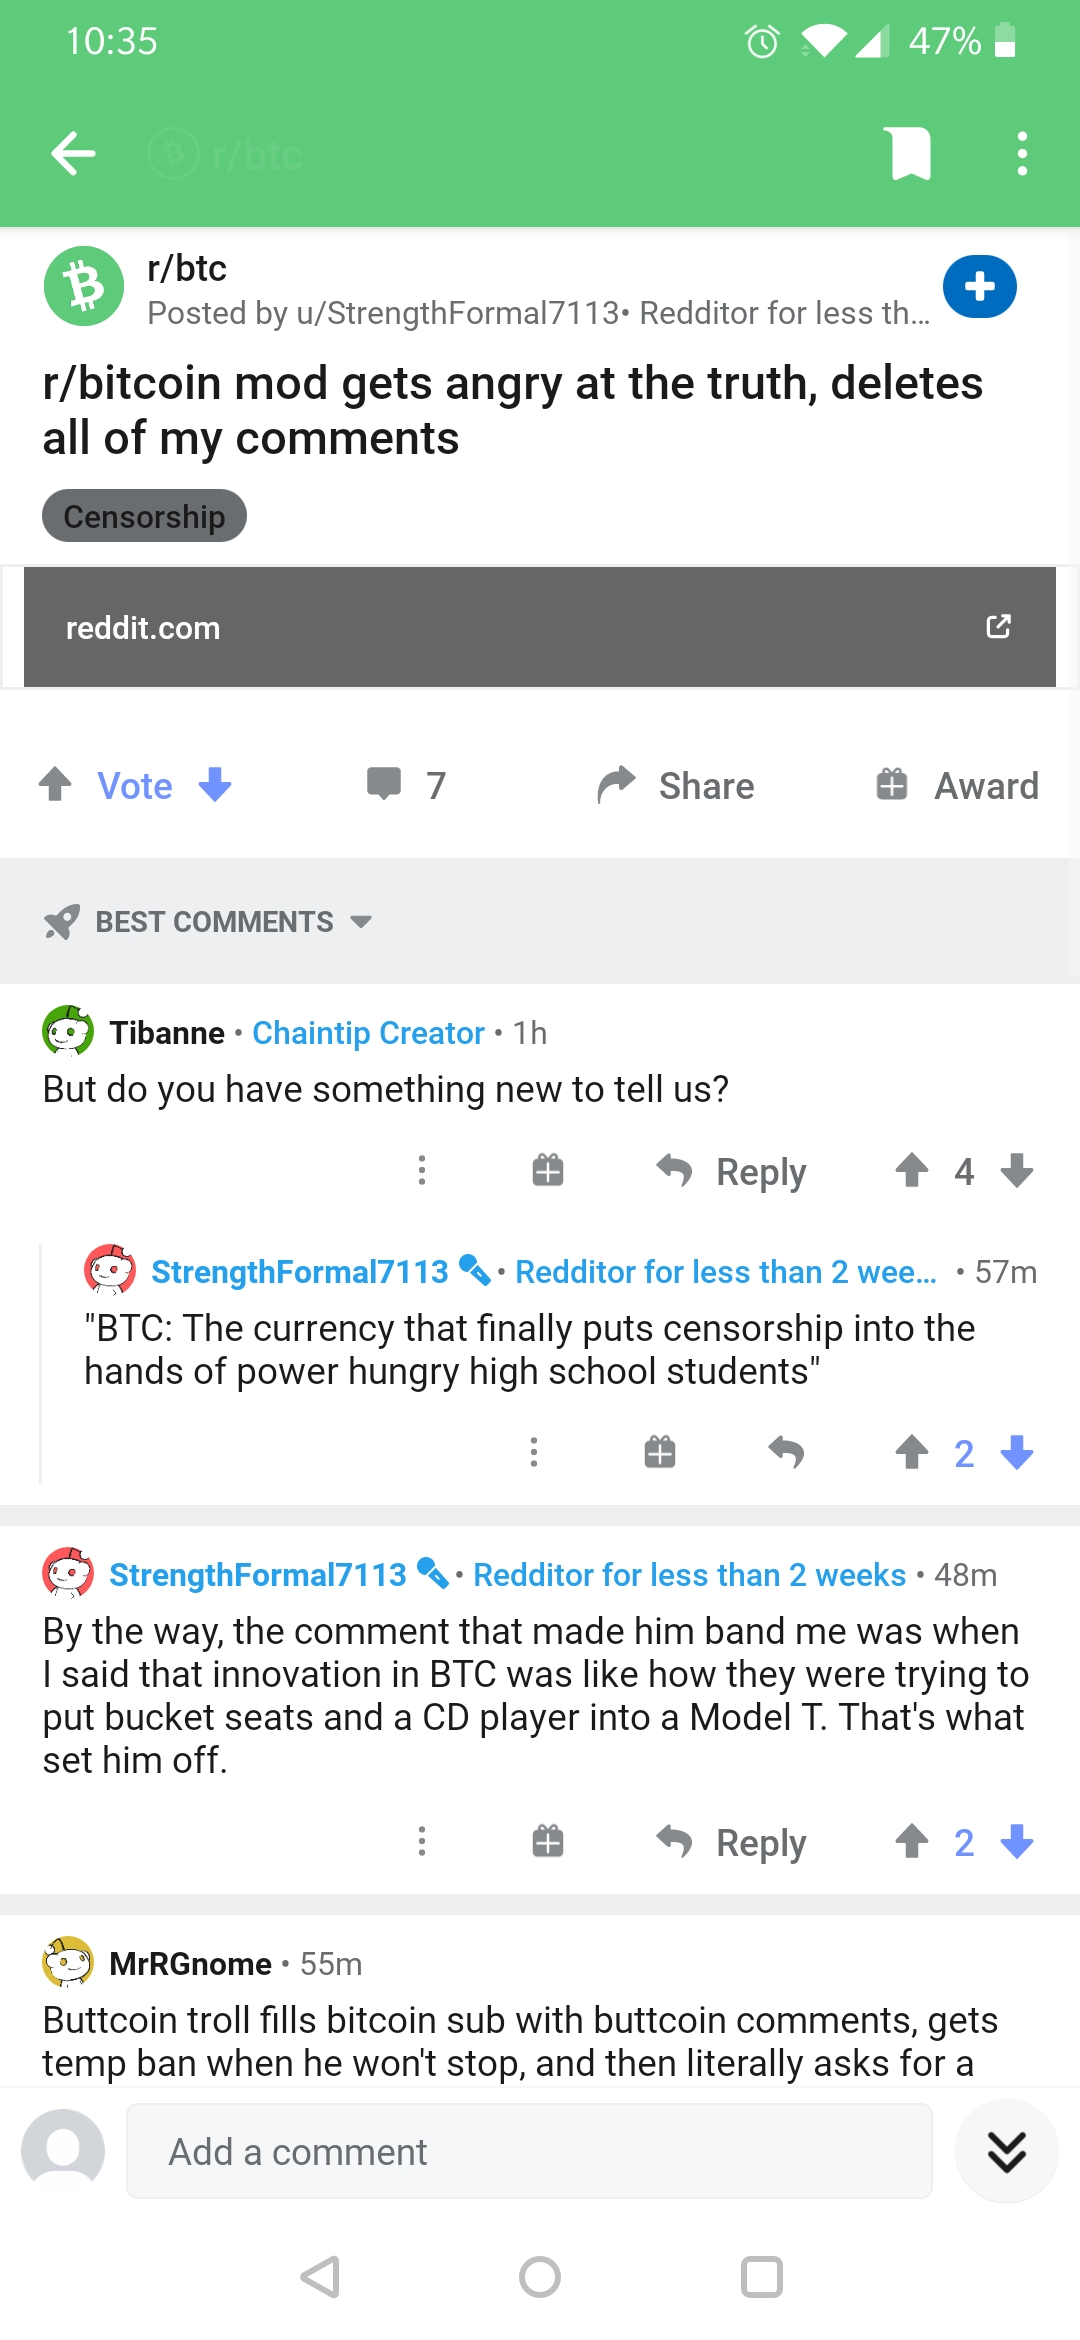 10:35
47%
r/btc
r/btc
Posted by u/StrengthFormal7113• Redditor for less th...
r/bitcoin mod gets angry at the truth, deletes
all of my comments
Censorship
reddit.com
Vote
7
Share
Award
BEST COMMENTS
Tibanne • Chaintip Creator • 1h
But do you have something new to tell us?
Reply
4
StrengthFormal7113 • Redditor for less than 2 wee... • 57m
"BTC: The currency that finally puts censorship into the
hands of power hungry high school students"
2
StrengthFormal7113 • Redditor for less than 2 weeks • 48m
By the way, the comment that made him band me was when
I said that innovation in BTC was like how they were trying to
put bucket seats and a CD player into a Model T. That's what
set him off.
Reply
2
MrRGnome • 55m
Buttcoin troll fills bitcoin sub with buttcoin comments, gets
temp ban when he won't stop, and then literally asks for a
Add a comment